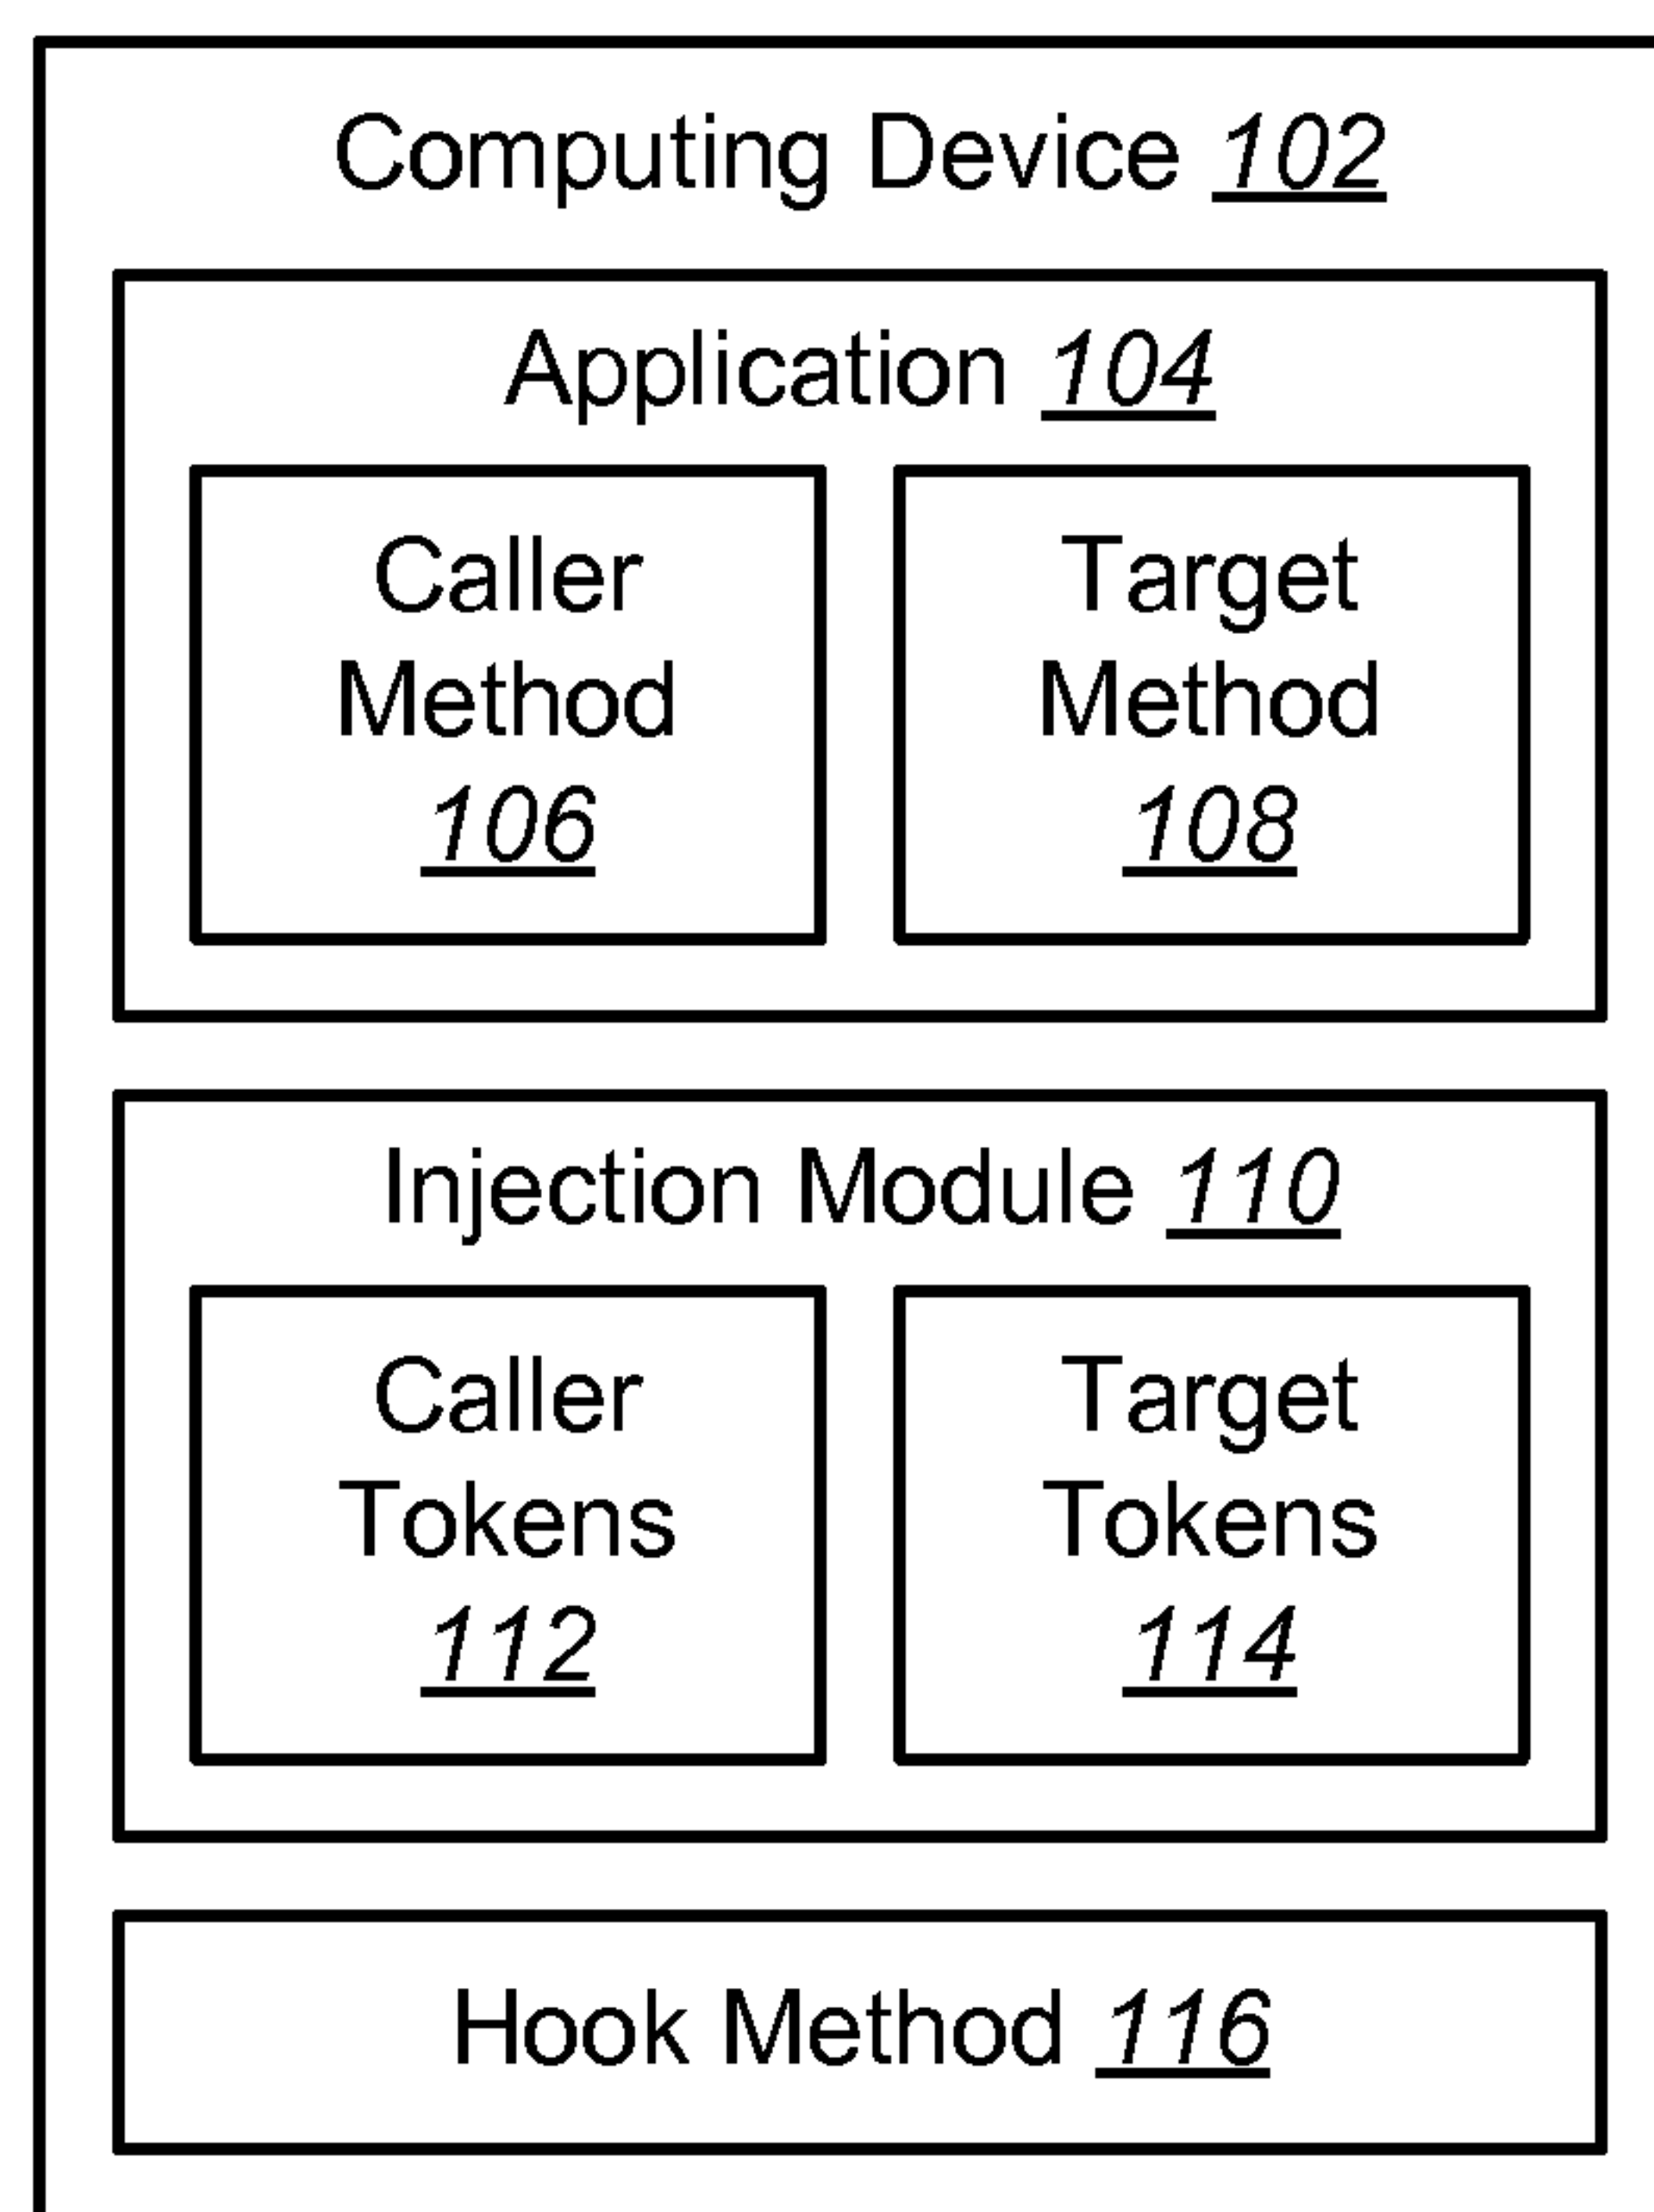 Computing Device 102
Application 104
Caller
Method
106
Target
Method
108
Injection Module 110
Caller
Tokens
112
Target
Tokens
114
Hook Method 116